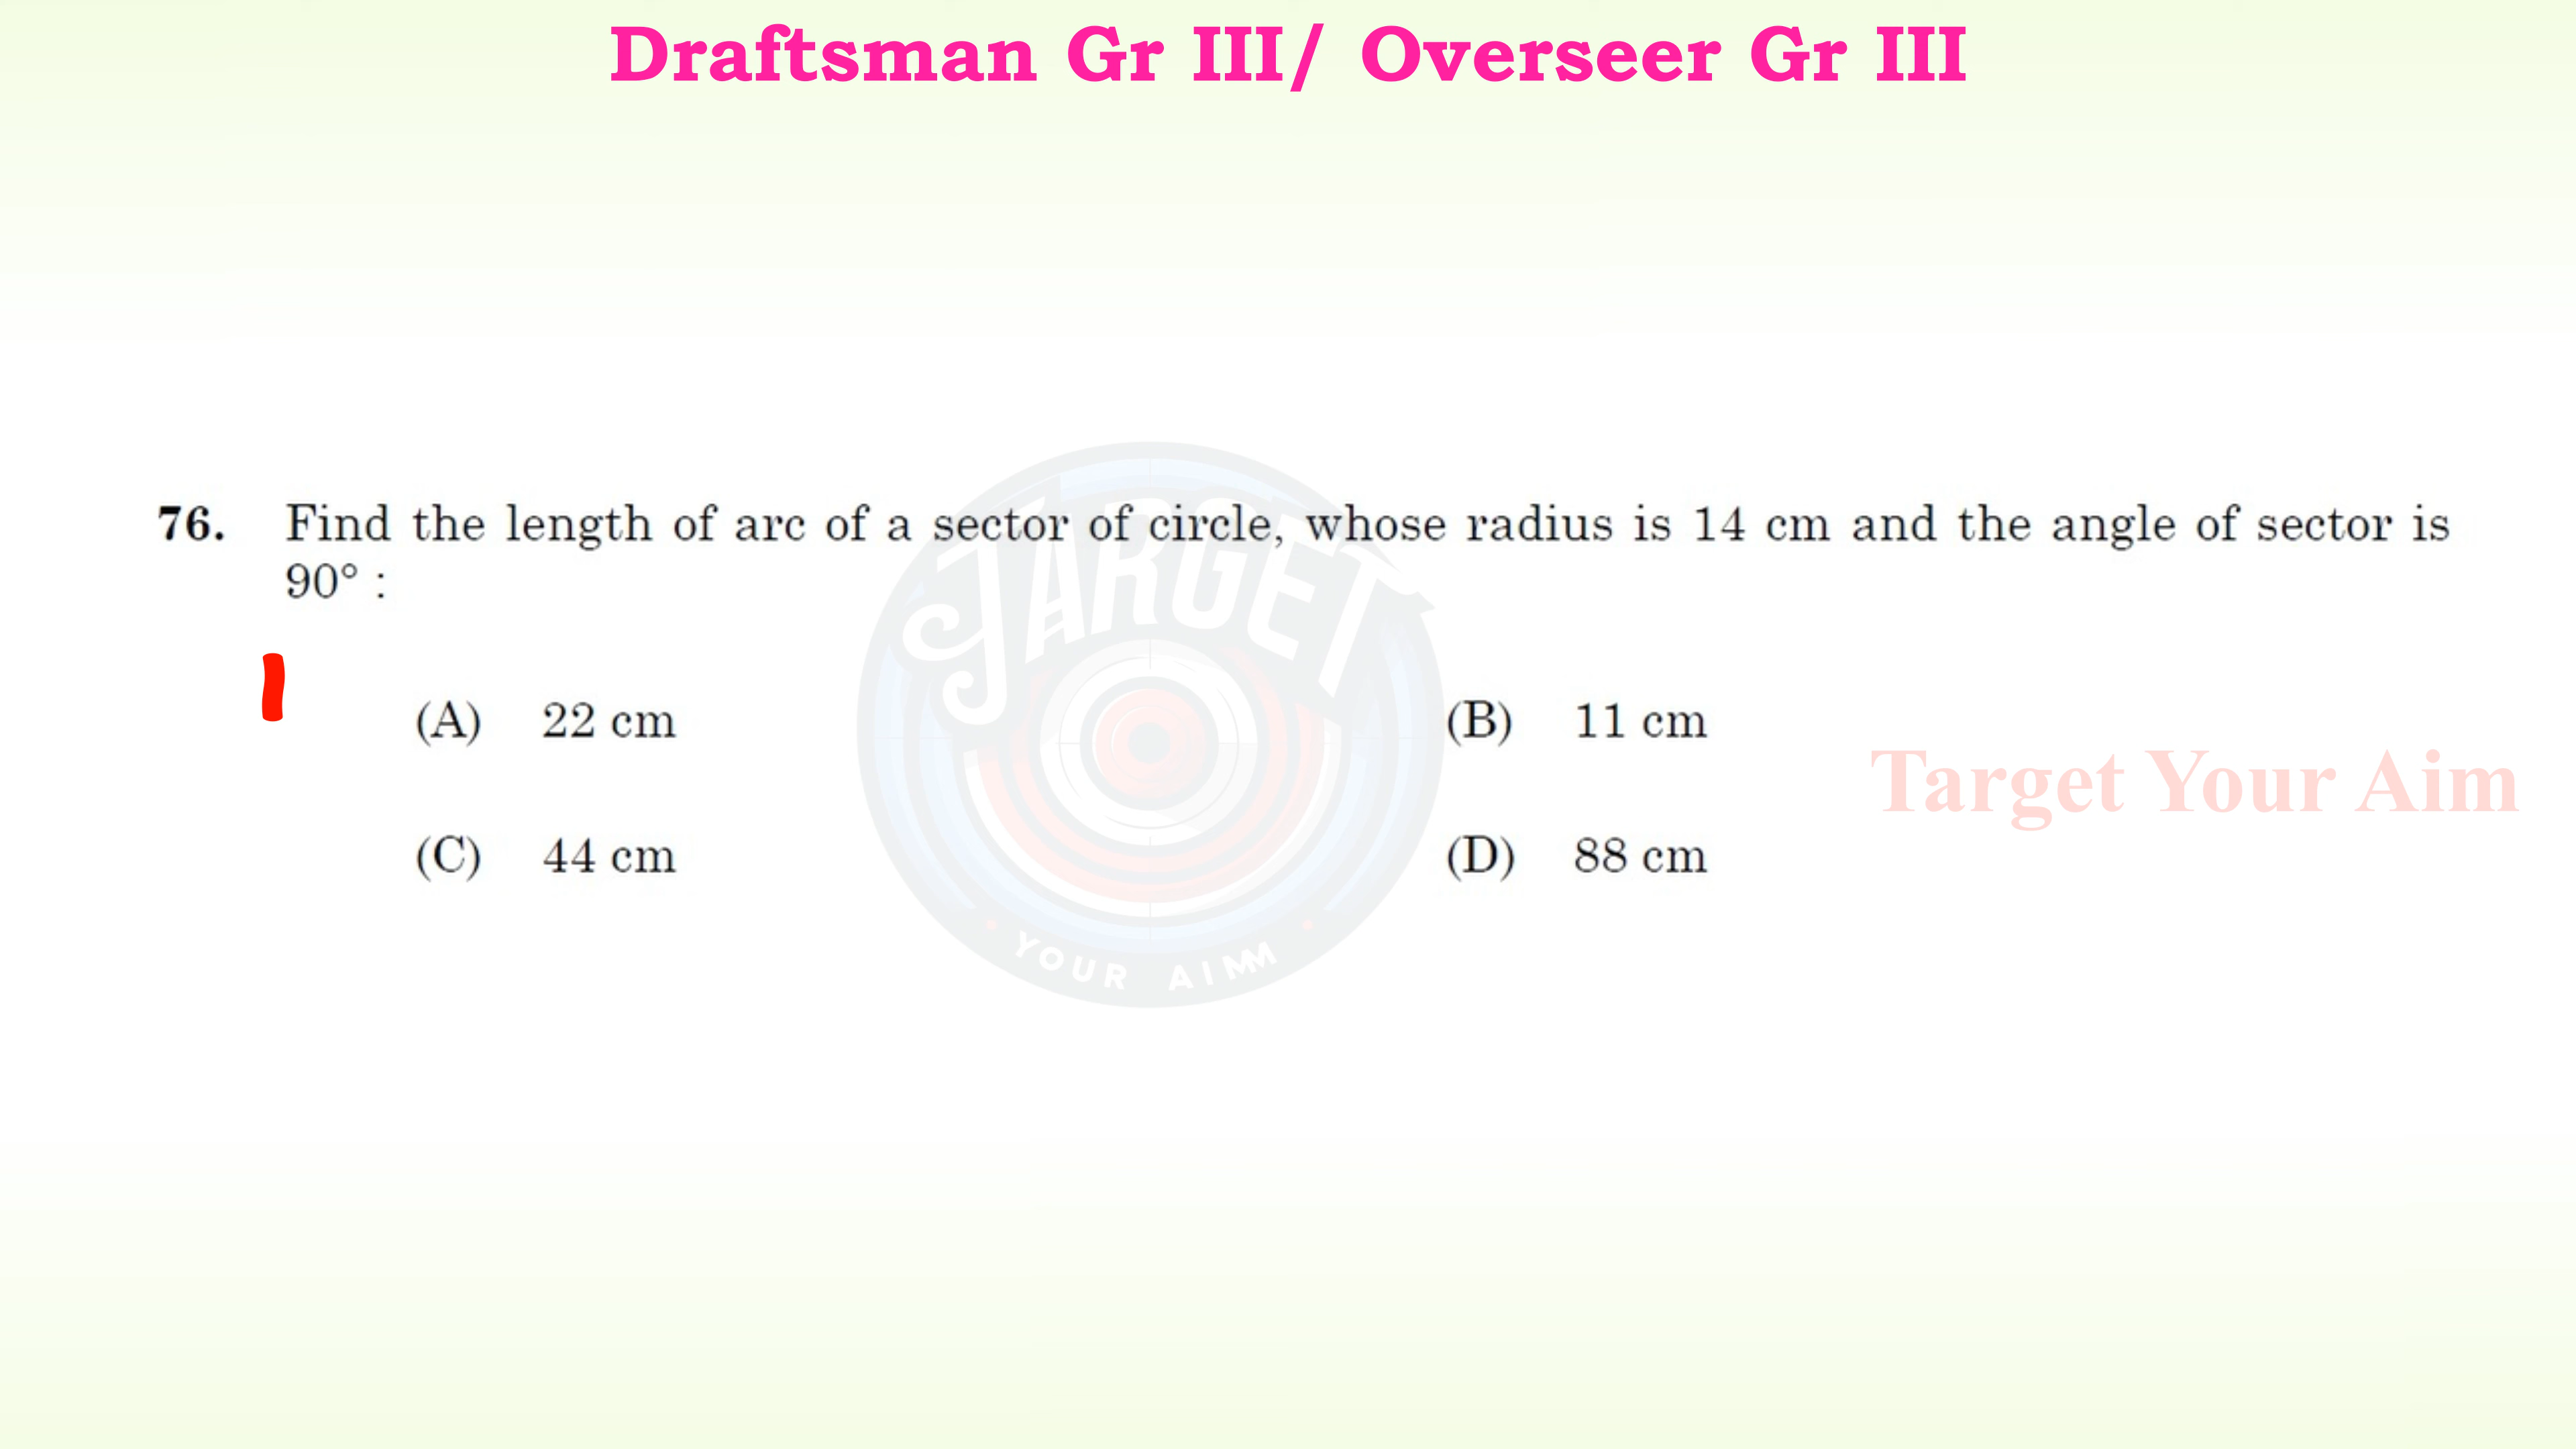 Draftsman Gr III/ Overseer Gr III
76. Find the length of arc of a sector of circle, whose radius is 14 cm and the angle of sector is
90° :
(A) 22 cm (B) 11 cm
(C) 44 cm (D) 88 cm
Target Your Aim
TARGET
YOUR AIMM